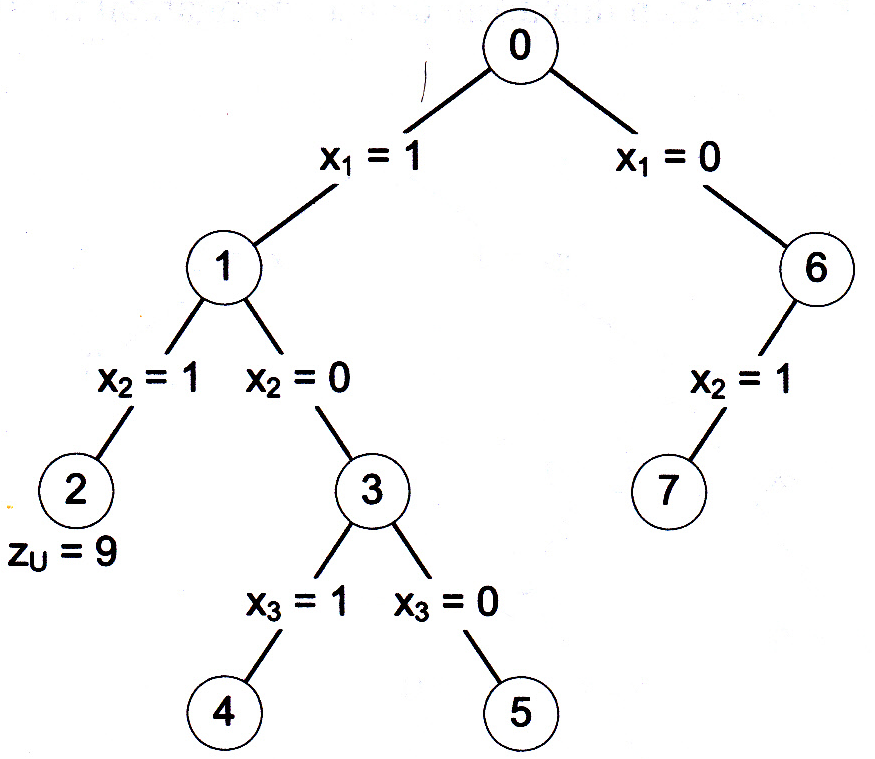 0
x₁ = 1
x₁ = 0
1
6
x₂ = 1
x₂ = 0
x₂ = 1
2
3
7
zU = 9
x₃ = 1
x₃ = 0
4
5